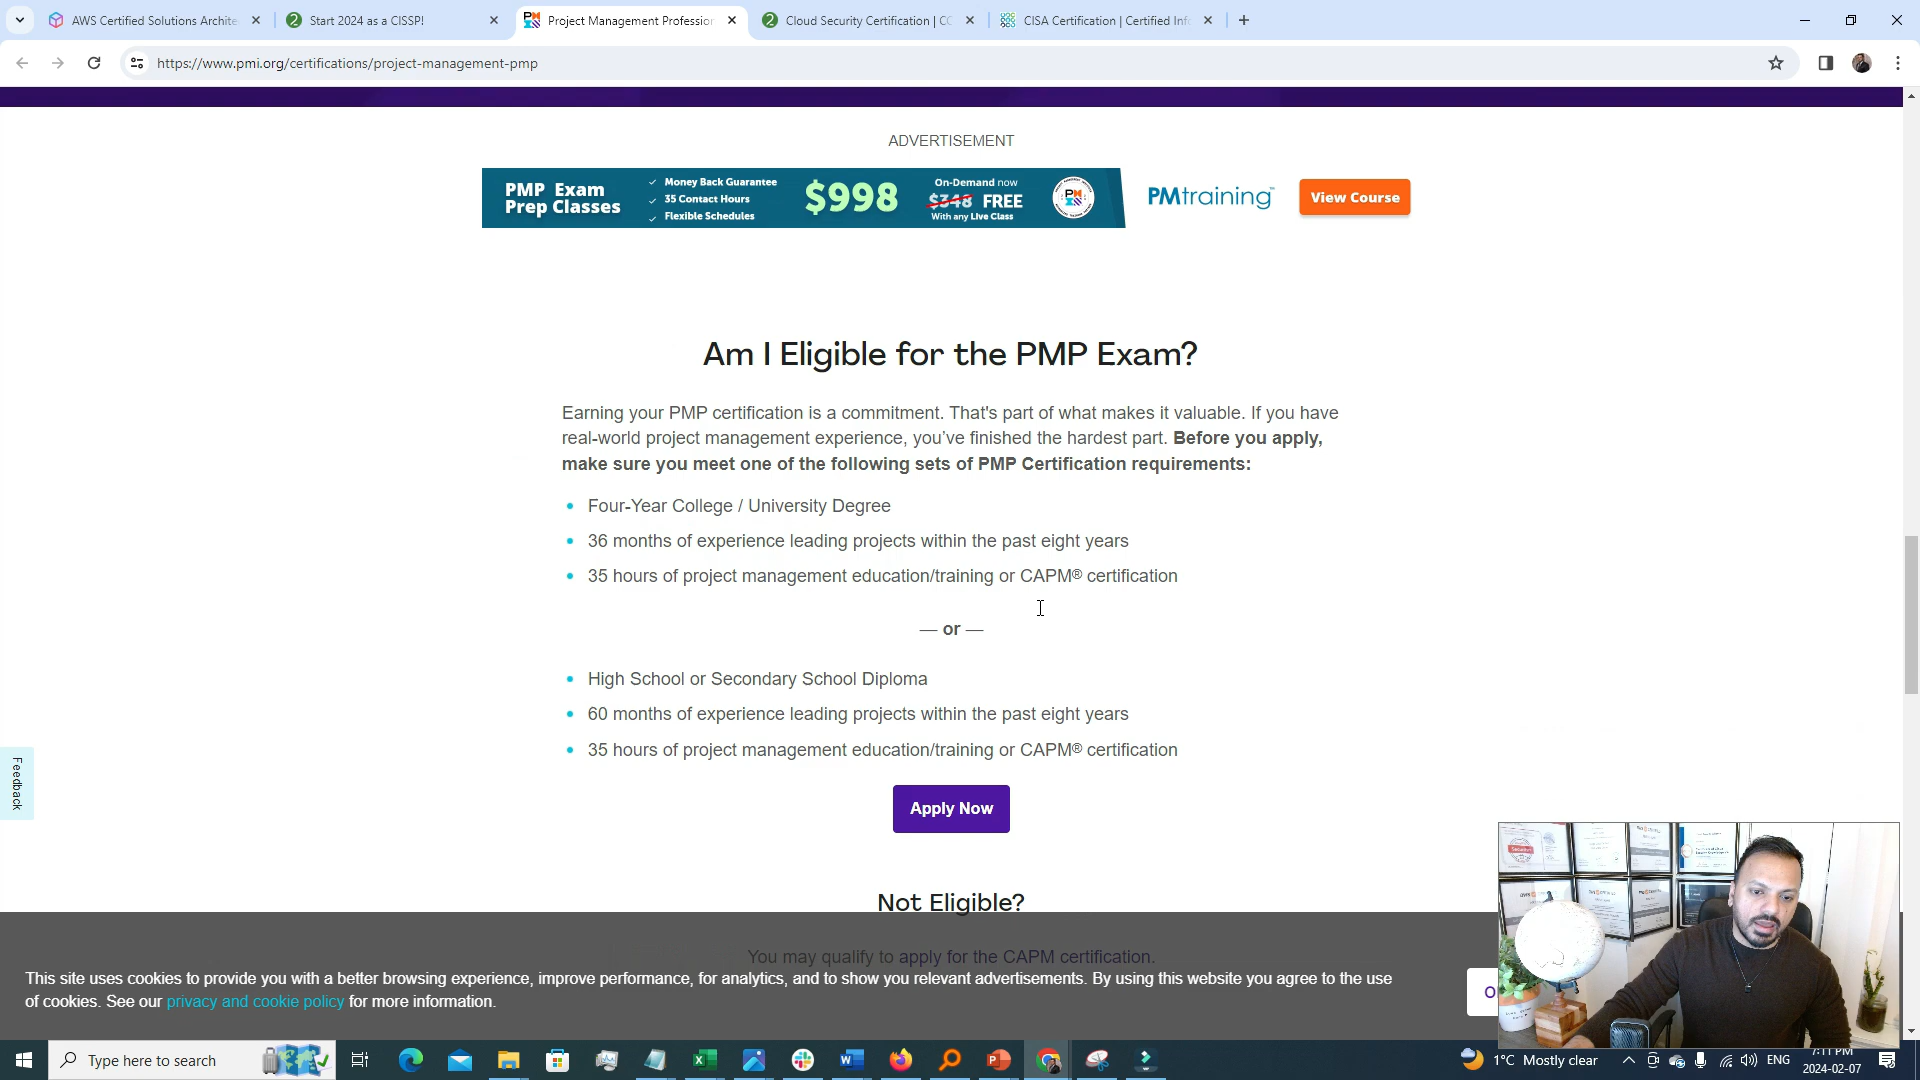 AWS Certified Solutions Archite
Start 2024 as a CISSP!
Project Management Profession
Cloud Security Certification | CC
CISA Certification | Certified Info
https://www.pmi.org/certifications/project-management-pmp
ADVERTISEMENT
PMP Exam
Prep Classes
Money Back Guarantee
35 Contact Hours
Flexible Schedules
$998
On-Demand now
$348 FREE
With any Live Class
PMtraining
View Course
Am I Eligible for the PMP Exam?
Earning your PMP certification is a commitment. That's part of what makes it valuable. If you have
real-world project management experience, you've finished the hardest part. Before you apply,
make sure you meet one of the following sets of PMP Certification requirements:
Four-Year College / University Degree
36 months of experience leading projects within the past eight years
35 hours of project management education/training or CAPM® certification
— or —
High School or Secondary School Diploma
60 months of experience leading projects within the past eight years
35 hours of project management education/training or CAPM® certification
Feedback
Apply Now
Not Eligible?
You may qualify to apply for the CAPM certification.
This site uses cookies to provide you with a better browsing experience, improve performance, for analytics, and to show you relevant advertisements. By using this website you agree to the use
of cookies. See our privacy and cookie policy for more information.
Type here to search
1°C Mostly clear
ENG
7:11 PM
2024-02-07